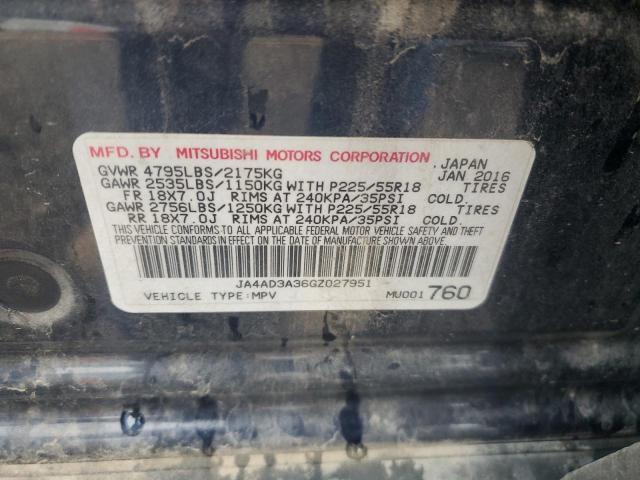 MFD. BY MITSUBISHI MOTORS CORPORATION, JAPAN
GVWR 4795LBS/2175KG JAN 2016
GAWR 2535LBS/1150KG WITH P225/55R18 TIRES
FR 18X7.0J RIMS AT 240KPA/35PSI COLD.
GAWR 2756LBS/1250KG WITH P225/55R18 TIRES
RR 18X7.0J RIMS AT 240KPA/35PSI COLD.
THIS VEHICLE CONFORMS TO ALL APPLICABLE FEDERAL MOTOR VEHICLE SAFETY AND THEFT
PREVENTION STANDARDS IN EFFECT ON THE DATE OF MANUFACTURE SHOWN ABOVE.
JA4AD3A36GZ027951
VEHICLE TYPE:MPV MU001 760